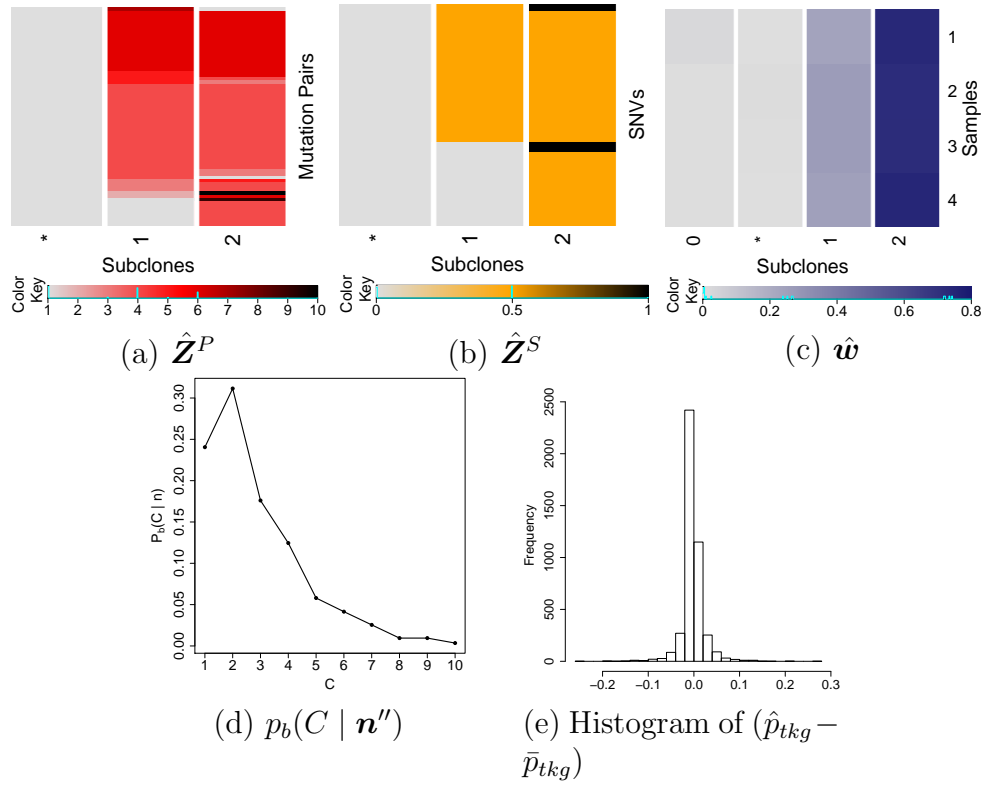 Mutation Pairs
* 1 2
Subclones
Color Key
1 2 3 4 5 6 7 8 9 10
(a) Ẑ^P
SNVs
* 1 2
Subclones
Color Key
0 0.5 1
(b) Ẑ^S
1
2
3
4
Samples
0 * 1 2
Subclones
Color Key
0 0.2 0.4 0.6 0.8
(c) ŵ
P_b(C | n)
0.30
0.25
0.20
0.15
0.10
0.05
0.00
1 2 3 4 5 6 7 8 9 10
C
(d) p_b(C | n′′)
Frequency
2500
2000
1500
1000
500
0
−0.2 −0.1 0.0 0.1 0.2 0.3
(e) Histogram of (p̂_tkg −
p̄_tkg)